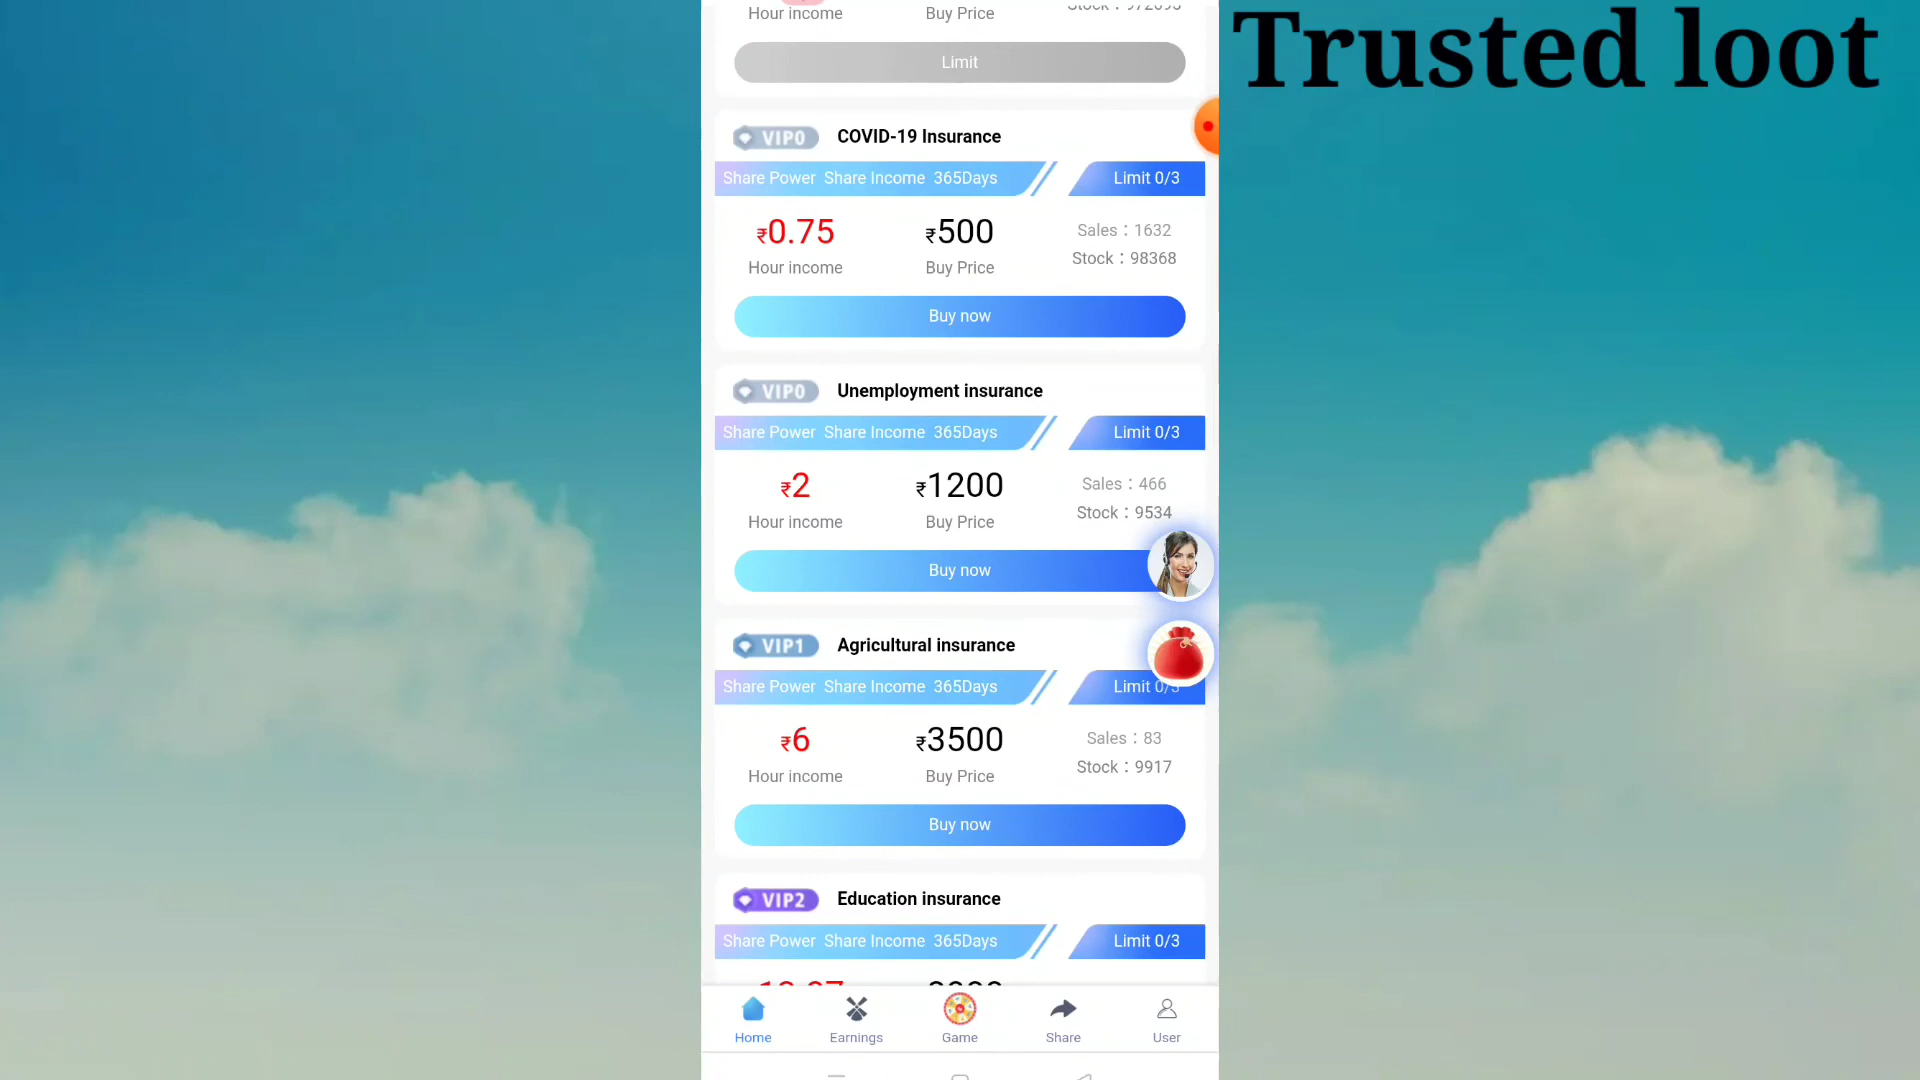 Trusted loot
Hour income Buy Price
Limit
VIP0 COVID-19 Insurance
Share Power Share Income 365Days Limit 0/3
₹0.75 ₹500 Sales：1632
Hour income Buy Price Stock：98368
Buy now
VIP0 Unemployment insurance
Share Power Share Income 365Days Limit 0/3
₹2 ₹1200 Sales：466
Hour income Buy Price Stock：9534
Buy now
VIP1 Agricultural insurance
Share Power Share Income 365Days Limit 0/3
₹6 ₹3500 Sales：83
Hour income Buy Price Stock：9917
Buy now
VIP2 Education insurance
Share Power Share Income 365Days Limit 0/3
Home Earnings Game Share User